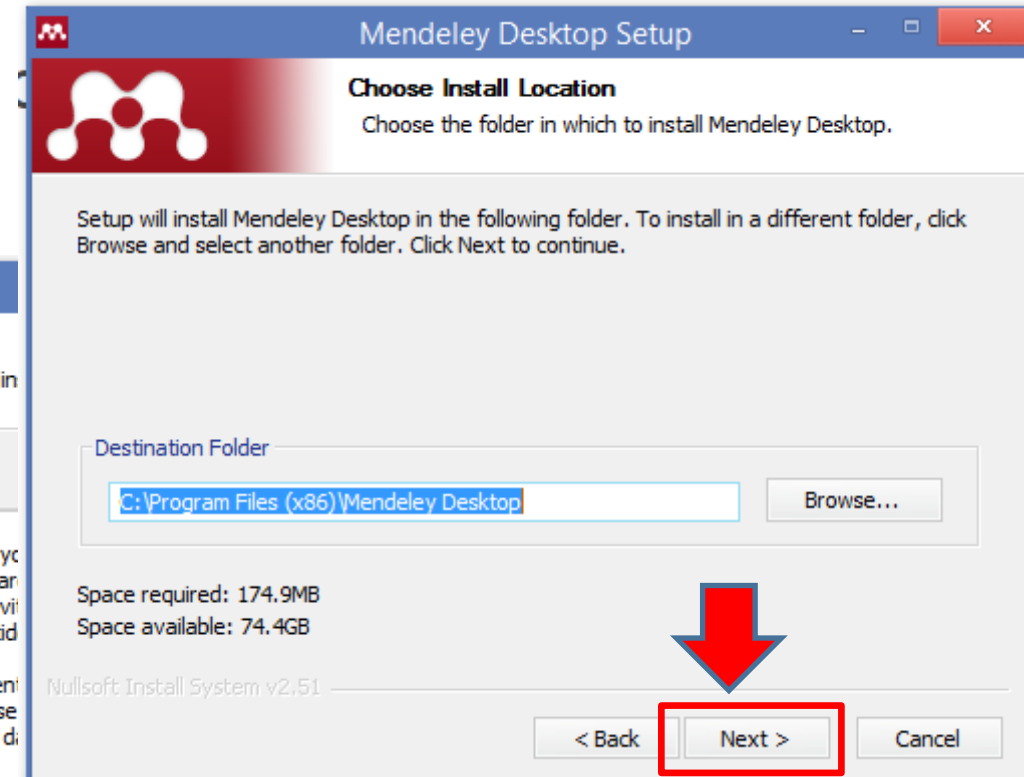 Mendeley Desktop Setup
Choose Install Location
Choose the folder in which to install Mendeley Desktop.
Setup will install Mendeley Desktop in the following folder. To install in a different folder, click
Browse and select another folder. Click Next to continue.
Destination Folder
C:\Program Files (x86)\Mendeley Desktop
Browse...
Space required: 174.9MB
Space available: 74.4GB
Nullsoft Install System v2.51
< Back
Next >
Cancel